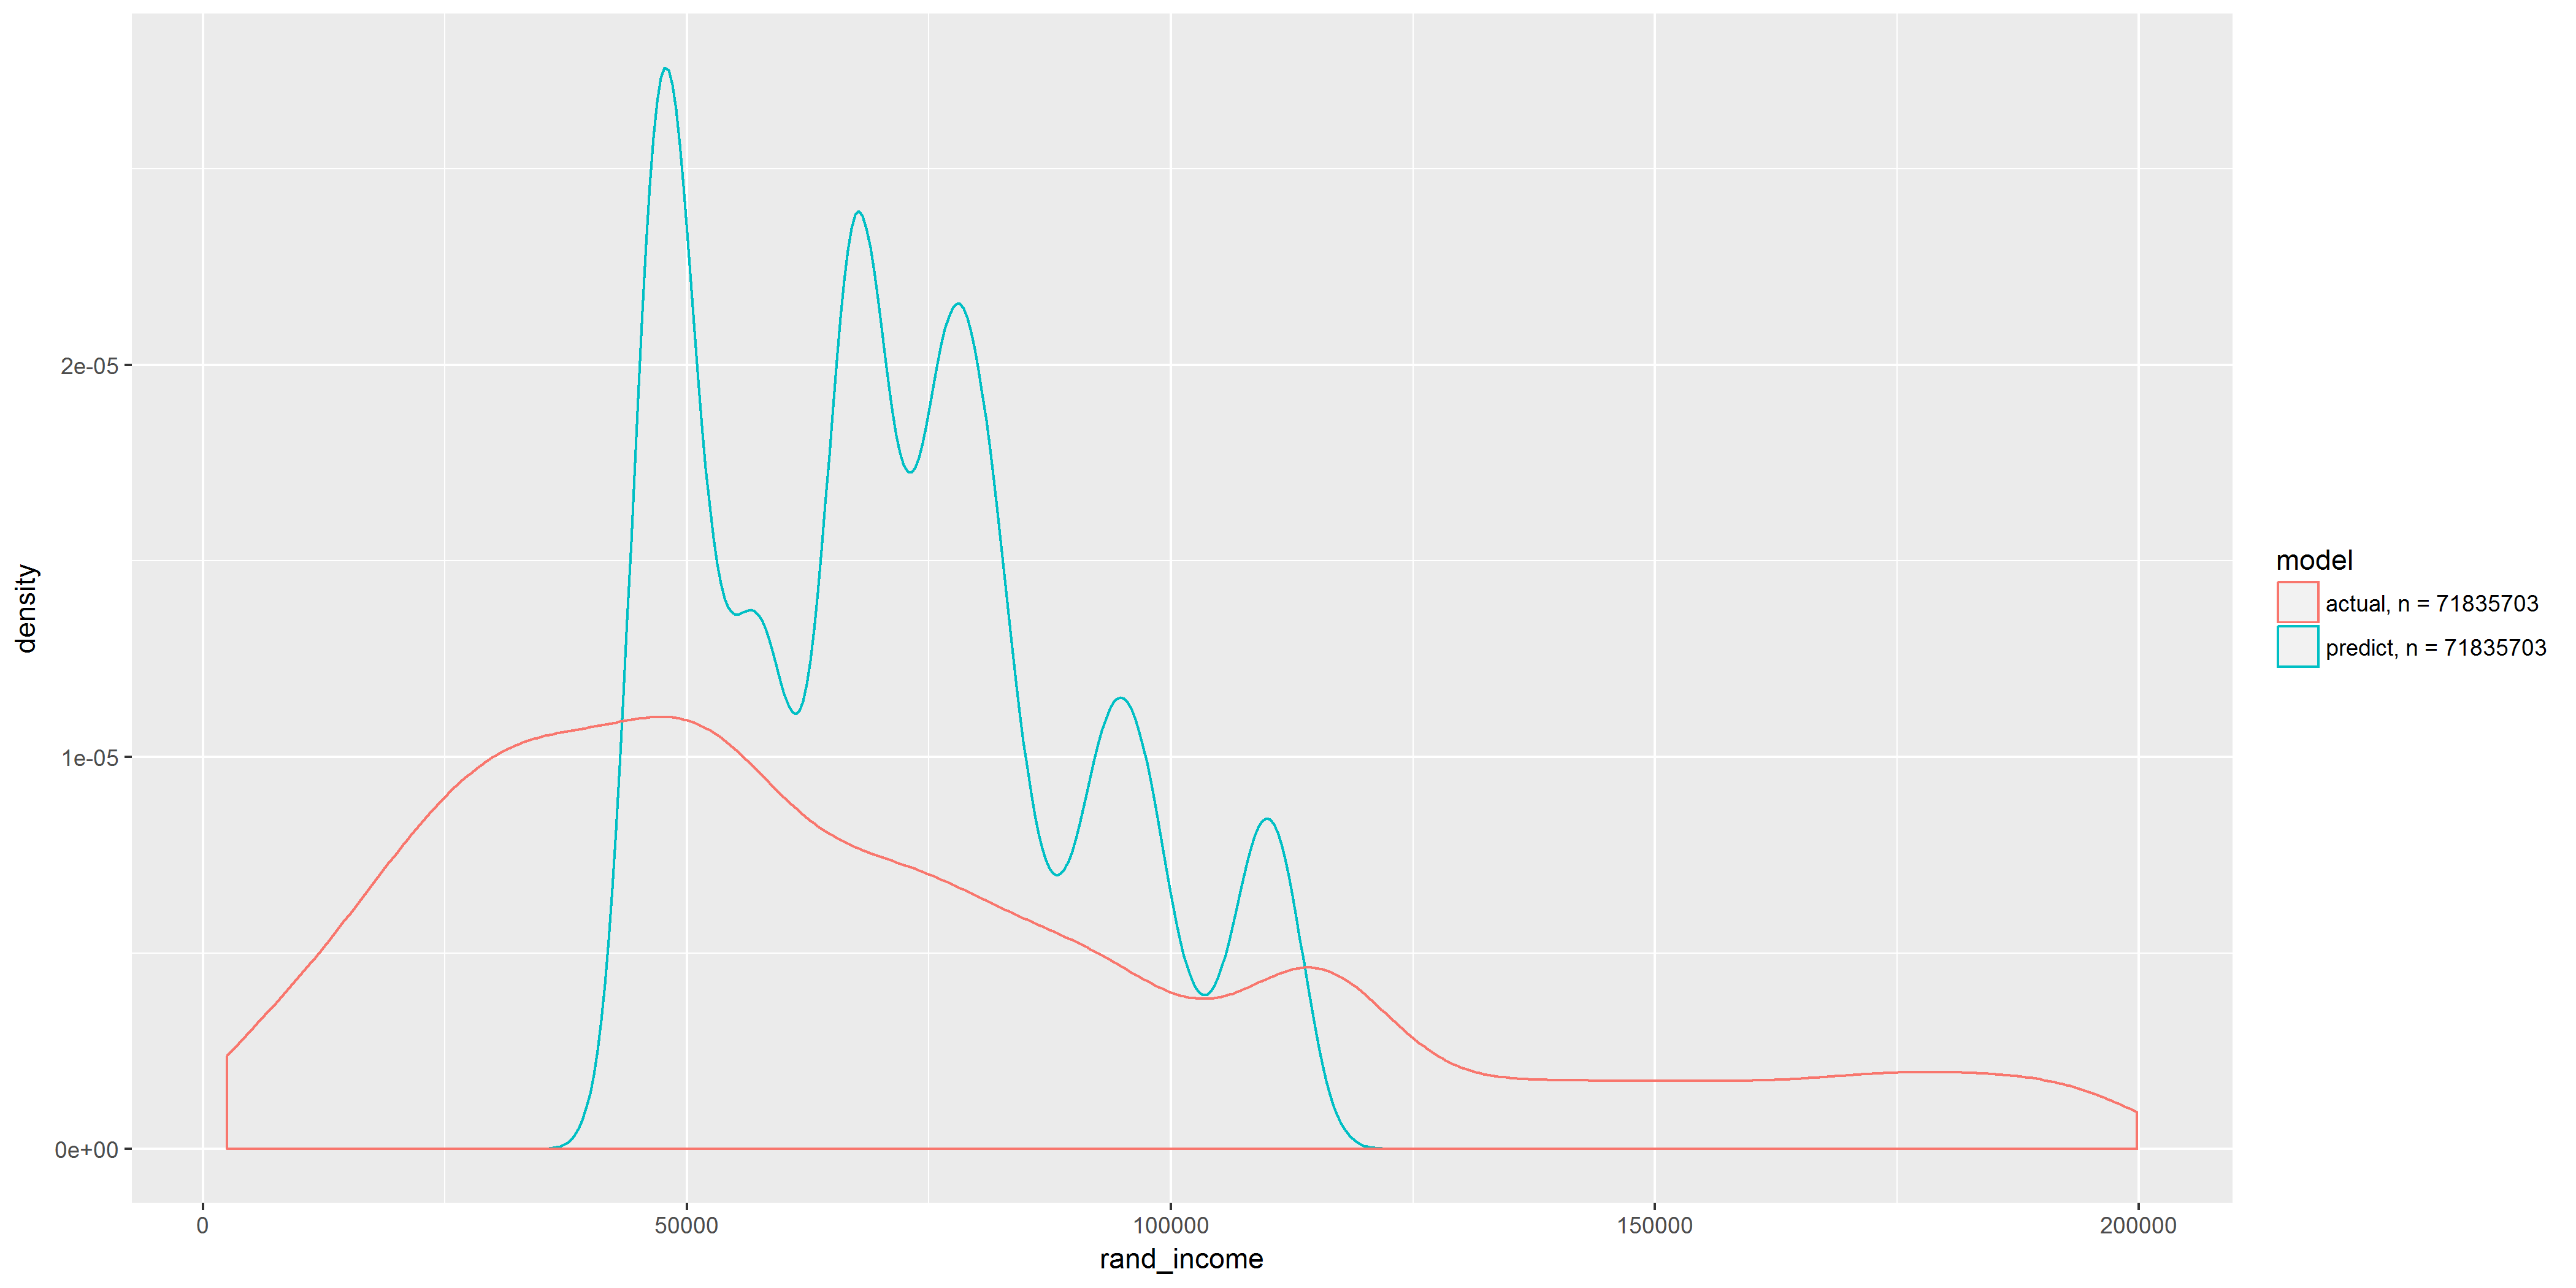 density
2e-05
1e-05
0e+00
0
50000
100000
150000
200000
rand_income
model
actual, n = 71835703
predict, n = 71835703